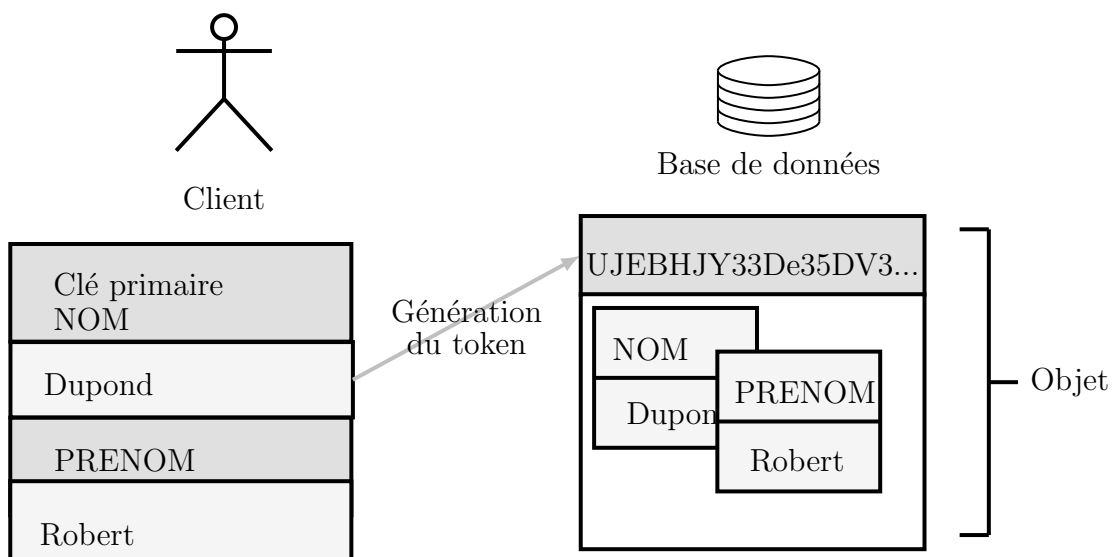 Client
Clé primaire
NOM
Dupond
PRENOM
Robert
Génération
du token
Base de données
UJEBHJY33De35DV3...
NOM
Dupon
PRENOM
Robert
Objet